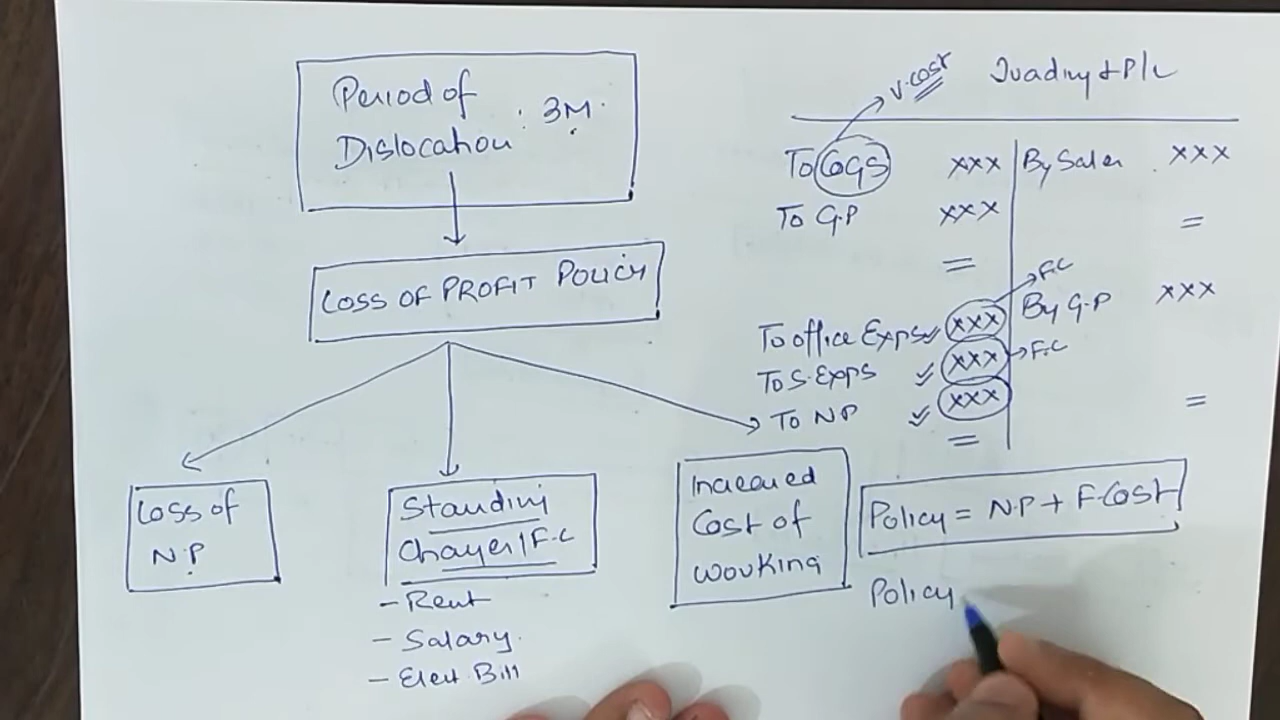 Period of
Dislocation : 3M.
LOSS OF PROFIT POLICY
Loss of
N.P
Standing
Charges/F.C
- Rent
- Salary.
- Elect Bill
Increased
Cost of
Working
V.cost
Trading & P/L
To COGS xxx By Sales xxx
To G.P xxx =
=
F.C
By G.P xxx
To office Exps xxx
To S.Exps xxx F.C
To NP xxx =
=
Policy = N.P + F.Cost
Policy